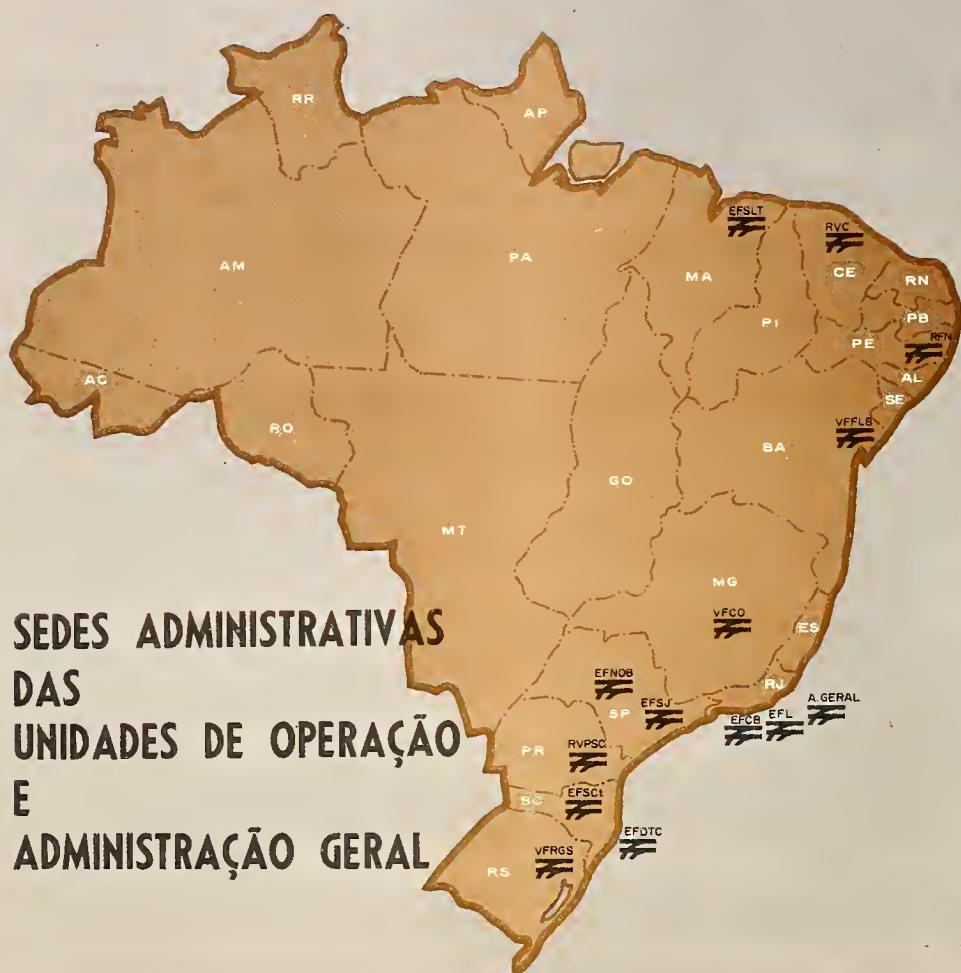 RR
AP
EFSLT
RVC
AM
PA
MA
CE
RN
PI
PB
PE
RFN
AC
AL
SE
RO
VFFLB
BA
GO
MT
MG
VFCO
ES
SEDES ADMINISTRATIVAS
DAS
UNIDADES DE OPERAÇÃO
E
ADMINISTRAÇÃO GERAL
EFNOB
RJ
A.GERAL
SP
EFSJ
EFCB
EFL
PR
RVPSC
SC
EFSCt
EFDTC
VFRGS
RS